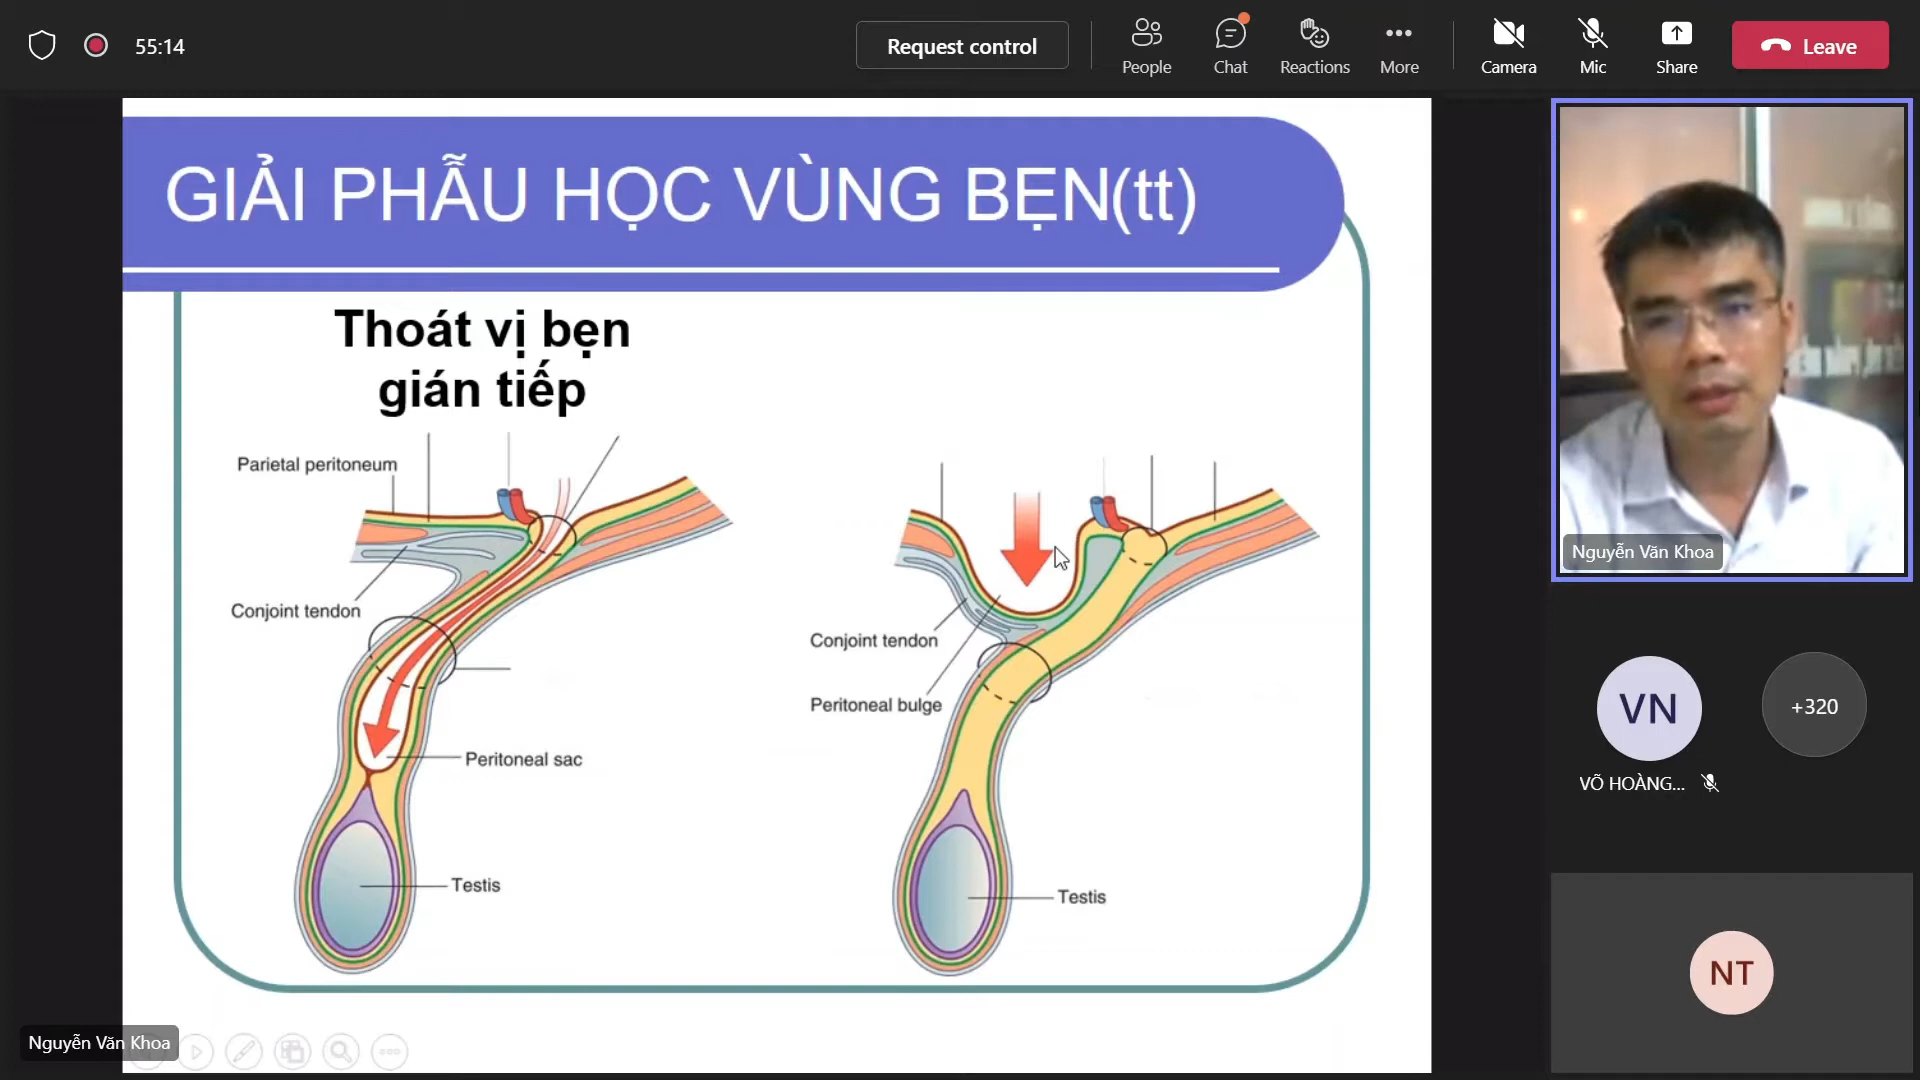 55:14
Request control
People
Chat
Reactions
More
Camera
Mic
Share
Leave
GIẢI PHẪU HỌC VÙNG BẸN(tt)
Thoát vị bẹn
gián tiếp
Parietal peritoneum
Conjoint tendon
Peritoneal sac
Testis
Conjoint tendon
Peritoneal bulge
Testis
Nguyễn Văn Khoa
Nguyễn Văn Khoa
VN
+320
VÕ HOÀNG...
NT